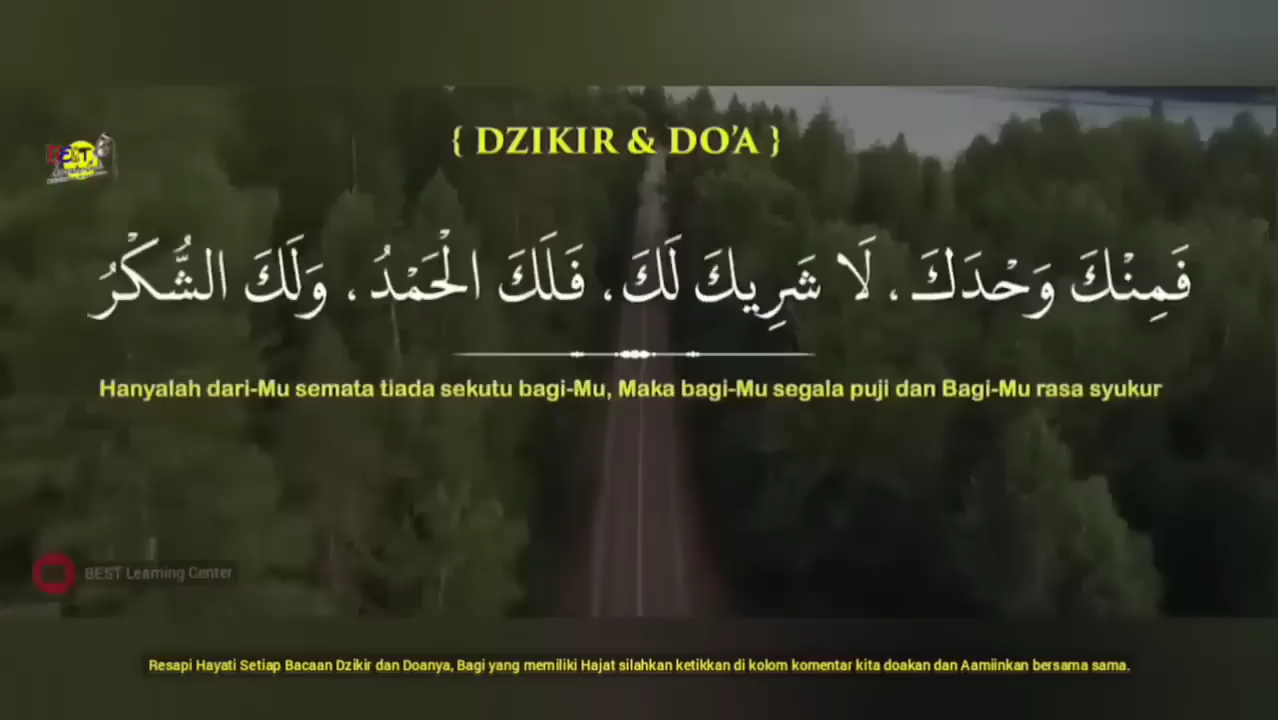 { DZIKIR & DO'A }
فَمِنْكَ وَحْدَكَ، لَا شَرِيكَ لَكَ، فَلَكَ الْحَمْدُ، وَلَكَ الشُّكْرُ
Hanyalah dari-Mu semata tiada sekutu bagi-Mu, Maka bagi-Mu segala puji dan Bagi-Mu rasa syukur
BEST Learning Center
Resapi Hayati Setiap Bacaan Dzikir dan Doanya, Bagi yang memiliki Hajat silahkan ketikkan di kolom komentar kita doakan dan Aamiinkan bersama sama.